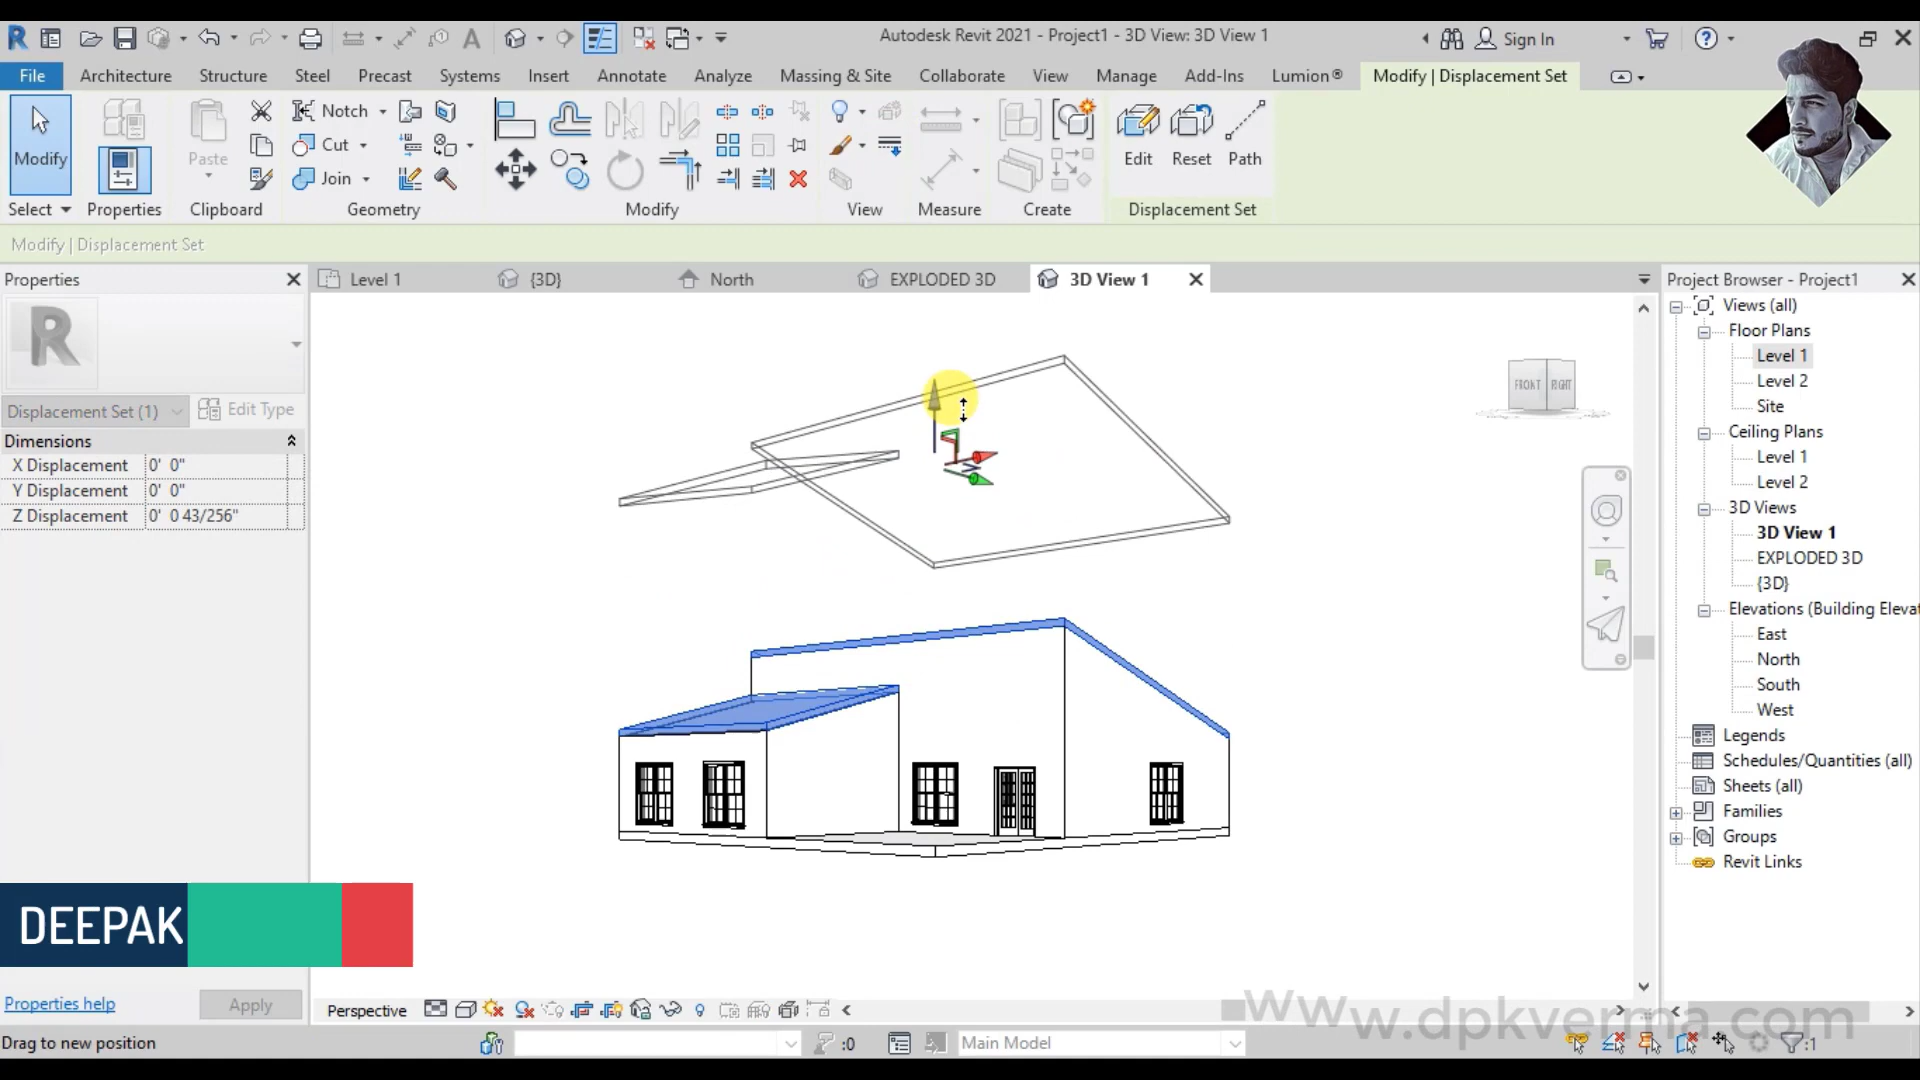 Autodesk Revit 2021 - Project1 - 3D View: 3D View 1
Sign In
File Architecture Structure Steel Precast Systems Insert Annotate Analyze Massing & Site Collaborate View Manage Add-Ins Lumion® Modify | Displacement Set
Modify
Paste
Notch
Cut
Join
Edit Reset Path
Select Properties Clipboard Geometry Modify View Measure Create Displacement Set
Modify | Displacement Set
Properties
Level 1 {3D} North EXPLODED 3D 3D View 1
Project Browser - Project1
R
Displacement Set (1) Edit Type
Dimensions
X Displacement 0' 0"
Y Displacement 0' 0"
Z Displacement 0' 0 43/256"
FRONT RIGHT
Views (all)
Floor Plans
Level 1
Level 2
Site
Ceiling Plans
Level 1
Level 2
3D Views
3D View 1
EXPLODED 3D
{3D}
Elevations (Building Elevat
East
North
South
West
Legends
Schedules/Quantities (all)
Sheets (all)
Families
Groups
Revit Links
DEEPAK
Properties help Apply
Perspective
www.dpkverma.com
Drag to new position
:0
Main Model
:1